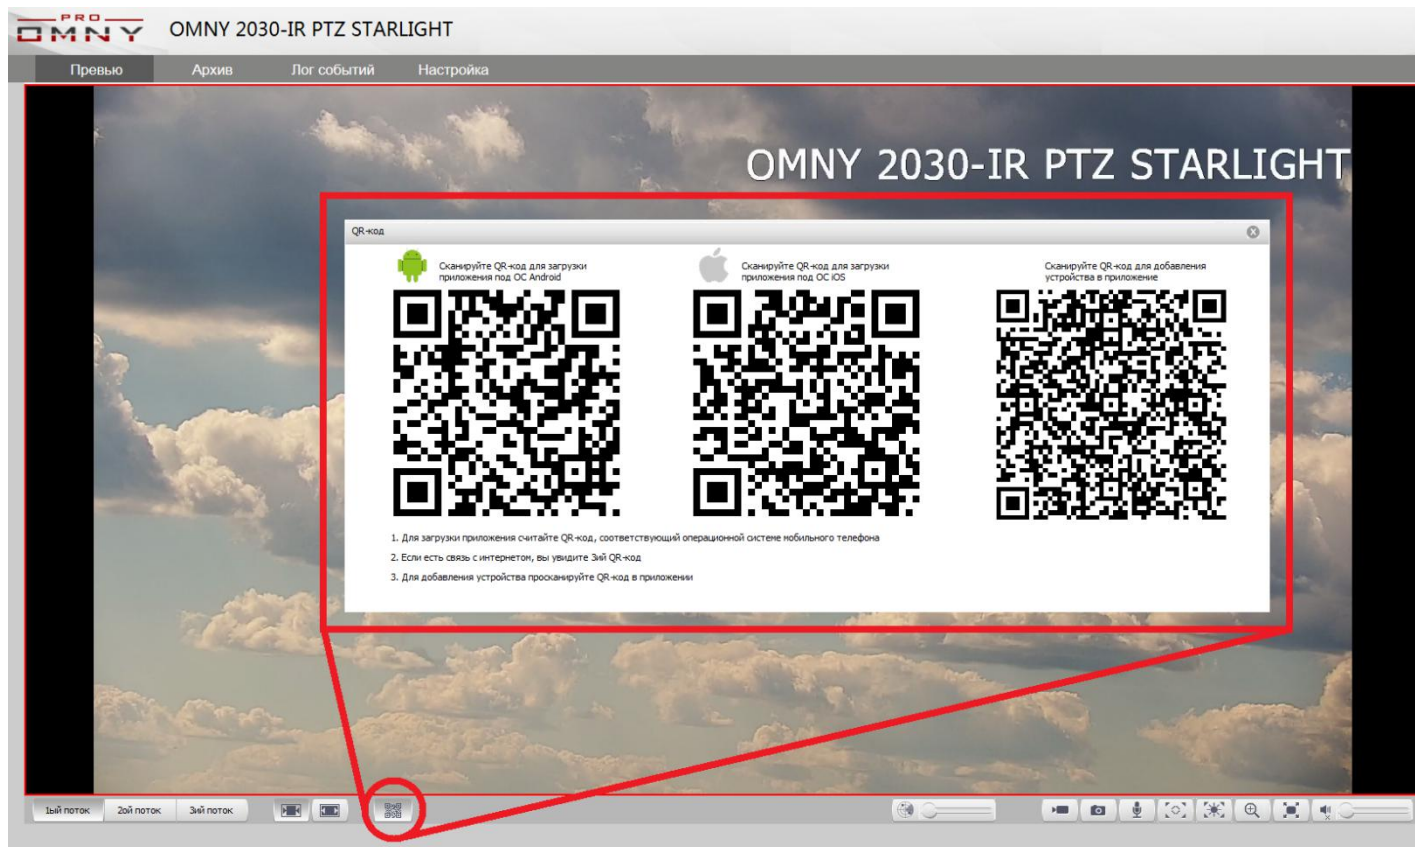 PRO
OMNY
OMNY 2030-IR PTZ STARLIGHT
Превью Архив Лог событий Настройка
OMNY 2030-IR PTZ STARLIGHT
QR-код
Сканируйте QR-код для загрузки
приложения под ОС Android
Сканируйте QR-код для загрузки
приложения под ОС iOS
Сканируйте QR-код для добавления
устройства в приложение
1. Для загрузки приложения считайте QR-код, соответствующий операционной системе мобильного телефона
2. Если есть связь с интернетом, вы увидите 3ий QR-код
3. Для добавления устройства просканируйте QR-код в приложении
1ый поток 2ой поток 3ий поток